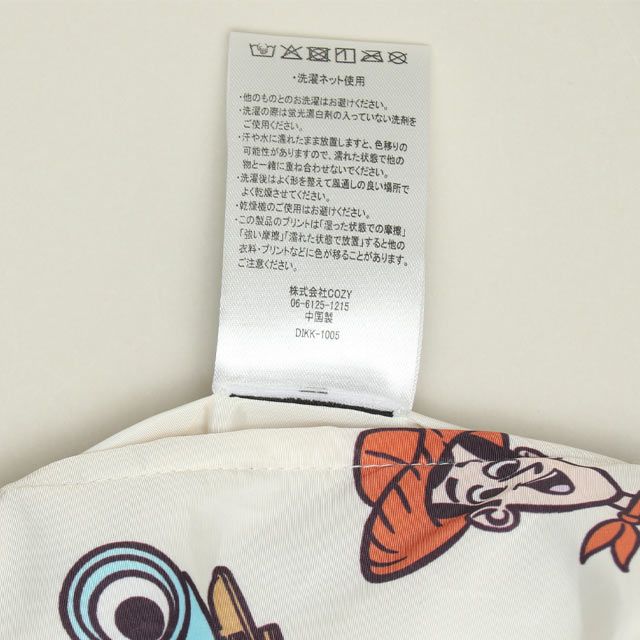 ・洗濯ネット使用
・他のものとのお洗濯はお避けください。
・洗濯の際は蛍光漂白剤の入っていない洗剤を
ご使用ください。
・汗や水に濡れたまま放置しますと、色移りの
可能性がありますので、濡れた状態で他の
物と一緒に重ね合わせないでください。
・洗濯後はよく形を整えて風通しの良い場所で
よく乾燥させてください。
・乾燥機のご使用はお避けください。
・この製品のプリントは「湿った状態での摩擦」
「強い摩擦」「濡れた状態で放置」すると他の
衣料・プリントなどに色が移ることがあります。
ご注意ください。
株式会社COZY
06-6125-1215
中国製
DIKK-1005